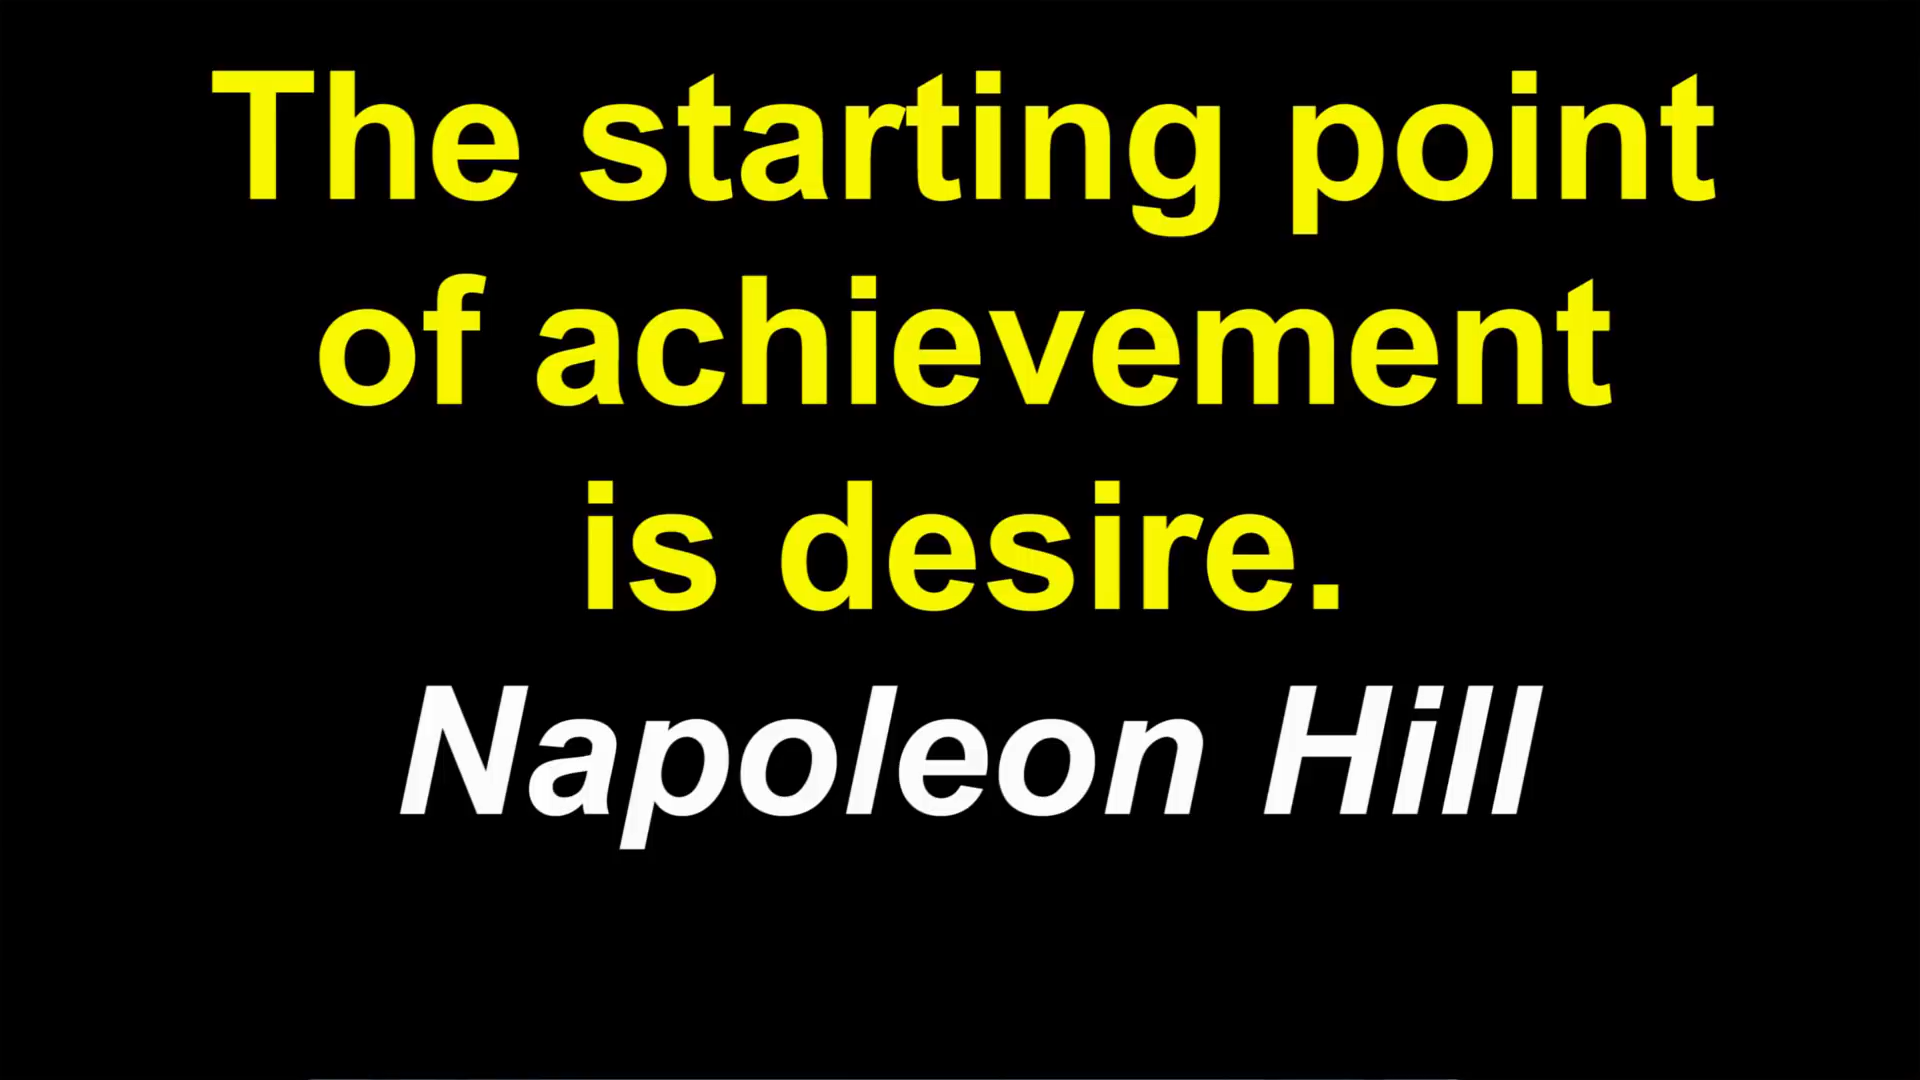 The starting point
of achievement
is desire.
Napoleon Hill